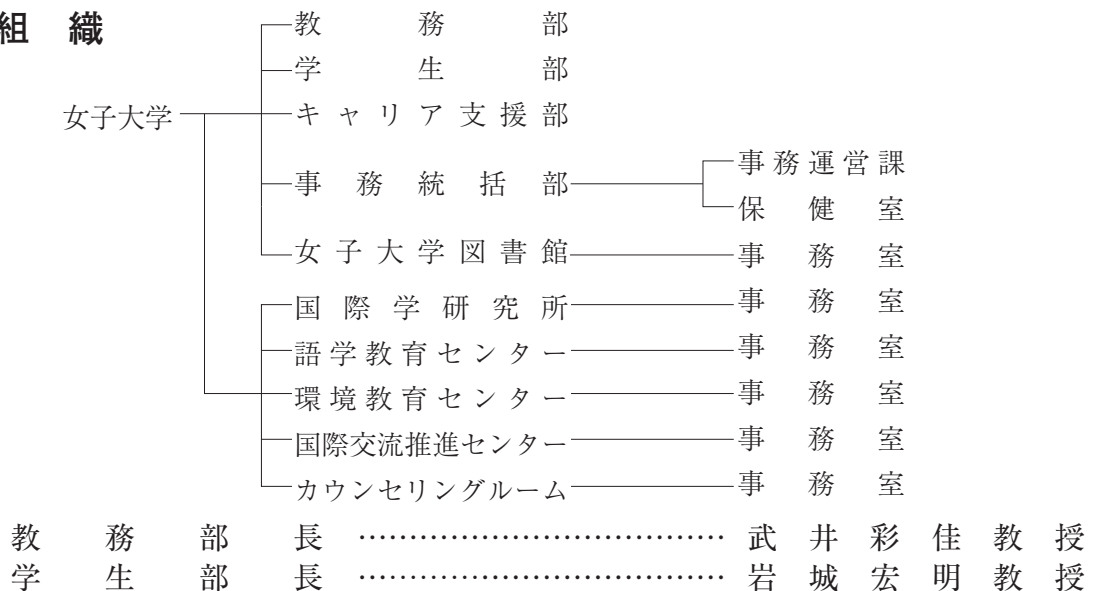 組織
教務部
学生部
女子大学
キャリア支援部
事務統括部
事務運営課
保健室
女子大学図書館 事務室
国際学研究所 事務室
語学教育センター 事務室
環境教育センター 事務室
国際交流推進センター 事務室
カウンセリングルーム 事務室
教務部長 ………………………………… 武井彩佳教授
学生部長 ………………………………… 岩城宏明教授